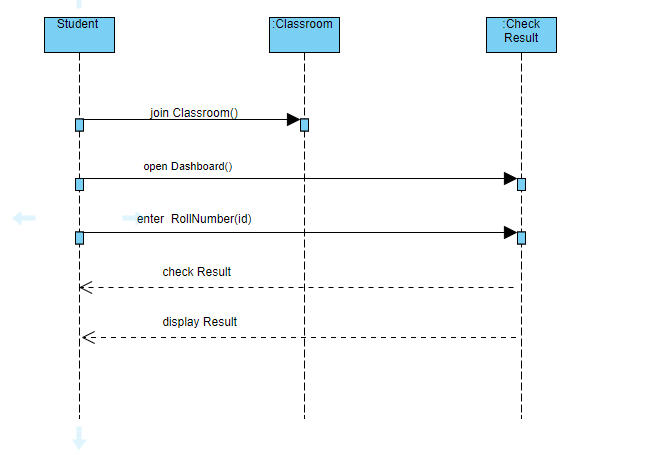 Student
:Classroom
:Check
Result
join Classroom()
open Dashboard()
enter  RollNumber(id)
check Result
display Result